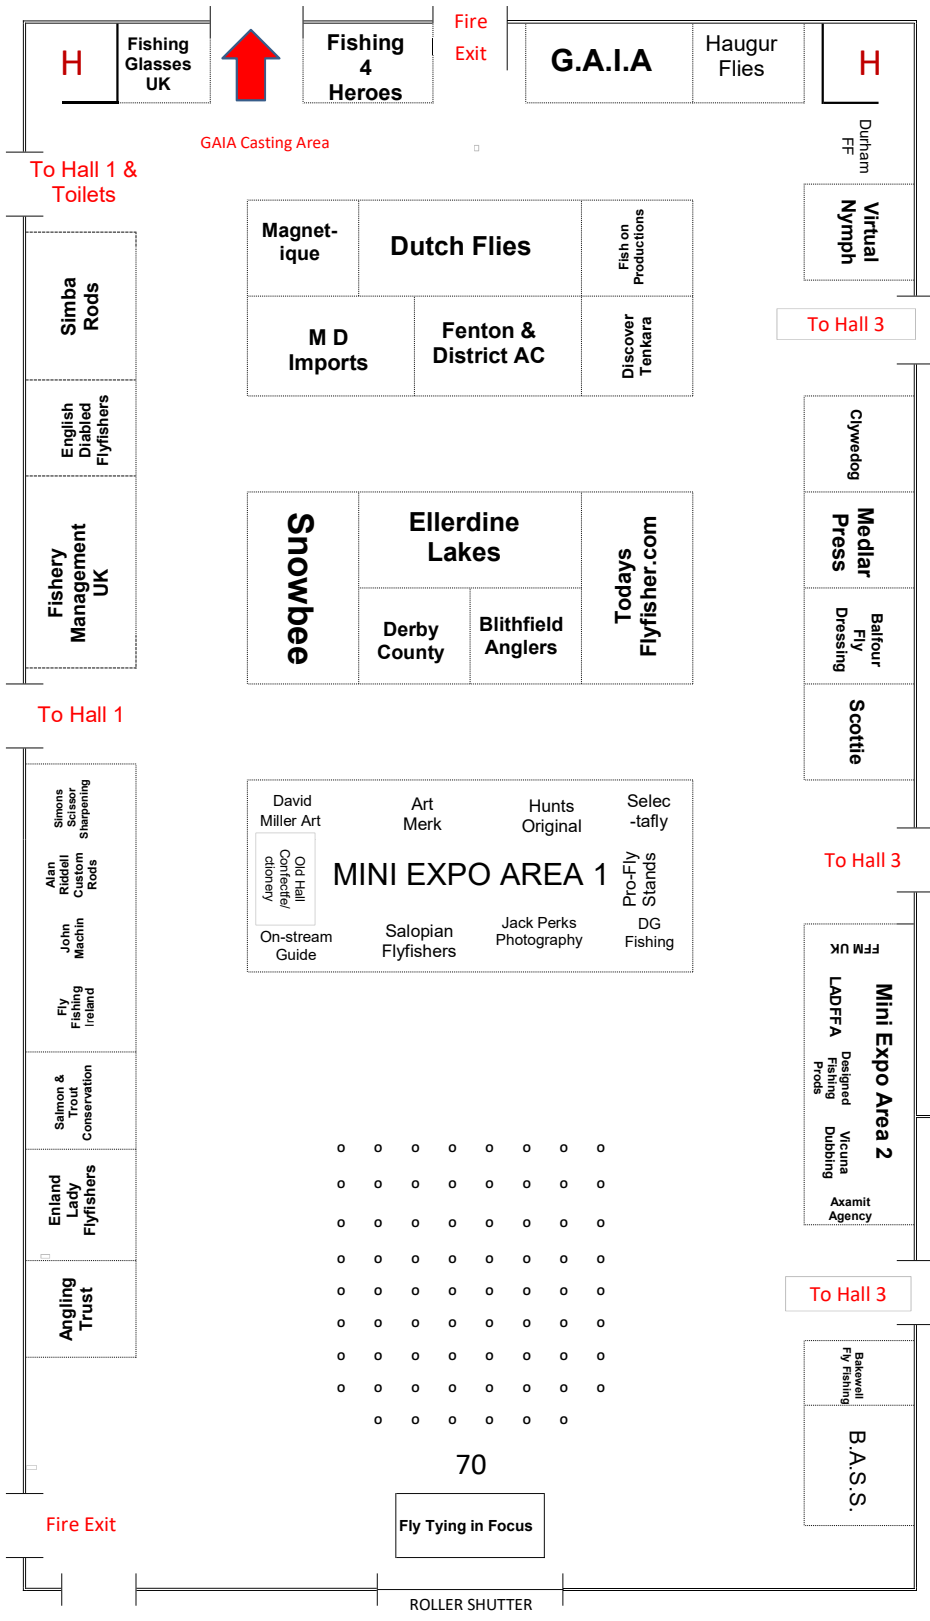 Fire
Exit
H
Fishing
Glasses
UK
Fishing
4
Heroes
G.A.I.A
Haugur
Flies
H
GAIA Casting Area
Durham
FF
To Hall 1 &
Toilets
Virtual
Nymph
Magnet-
ique
Dutch Flies
Fish on
Productions
Simba
Rods
M D
Imports
Fenton &
District AC
Discover
Tenkara
To Hall 3
English
Diabled
Flyfishers
Clywedog
Fishery
Management
UK
Snowbee
Ellerdine
Lakes
Todays
Flyfisher.com
Medlar
Press
Derby
County
Blithfield
Anglers
Balfour
Fly
Dressing
To Hall 1
Scottie
Simons
Scissor
Sharpening
David
Miller Art
Art
Merk
Hunts
Original
Selec
-tafly
Alan
Riddell
Custom
Rods
Old Hall
Confectfe/
ctionery
MINI EXPO AREA 1
Pro-Fly
Stands
To Hall 3
John
Machin
On-stream
Guide
Salopian
Flyfishers
Jack Perks
Photography
DG
Fishing
FFM UK
Fly
Fishing
Ireland
LADFFA
Mini Expo Area 2
Salmon &
Trout
Conservation
Designed
Fishing
Prods
Vicuna
Dubbing
Enland
Lady
Flyfishers
Axamit
Agency
Angling
Trust
To Hall 3
o o o o o o o o
o o o o o o o o
o o o o o o o o
o o o o o o o o
o o o o o o o o
o o o o o o o o
o o o o o o o o
o o o o o o o o
o o o o o o
Bakewell
Fly Fishing
70
B.A.S.S.
Fire Exit
Fly Tying in Focus
ROLLER SHUTTER